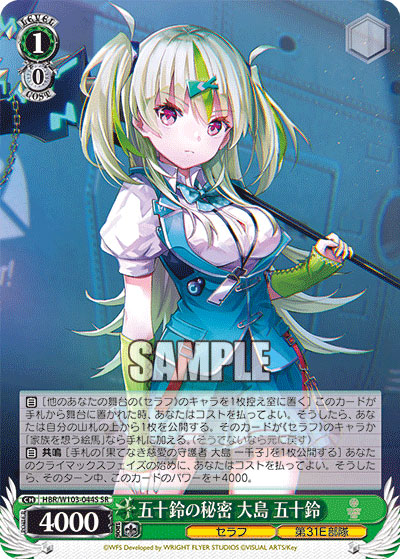 LEVEL
1
0
COST
SAMPLE
自【[他のあなたの舞台の《セラフ》のキャラを1枚控え室に置く] このカードが
手札から舞台に置かれた時、あなたはコストを払ってよい。そうしたら、あな
たは自分の山札の上から1枚を公開する。そのカードが《セラフ》のキャラか
「家族を想う絵馬」なら手札に加える。(そうでないなら元に戻す)
自 共鳴 [手札の「果てなき慈愛の守護者 大島 一千子」を1枚公開する] あなた
のクライマックスフェイズの始めに、あなたはコストを払ってよい。そうした
ら、そのターン中、このカードのパワーを+4000。
CH HBR/W103-044S SR
4000
五十鈴の秘密 大島 五十鈴
セラフ
第31E部隊
©WFS Developed by WRIGHT FLYER STUDIOS ©VISUAL ARTS/Key